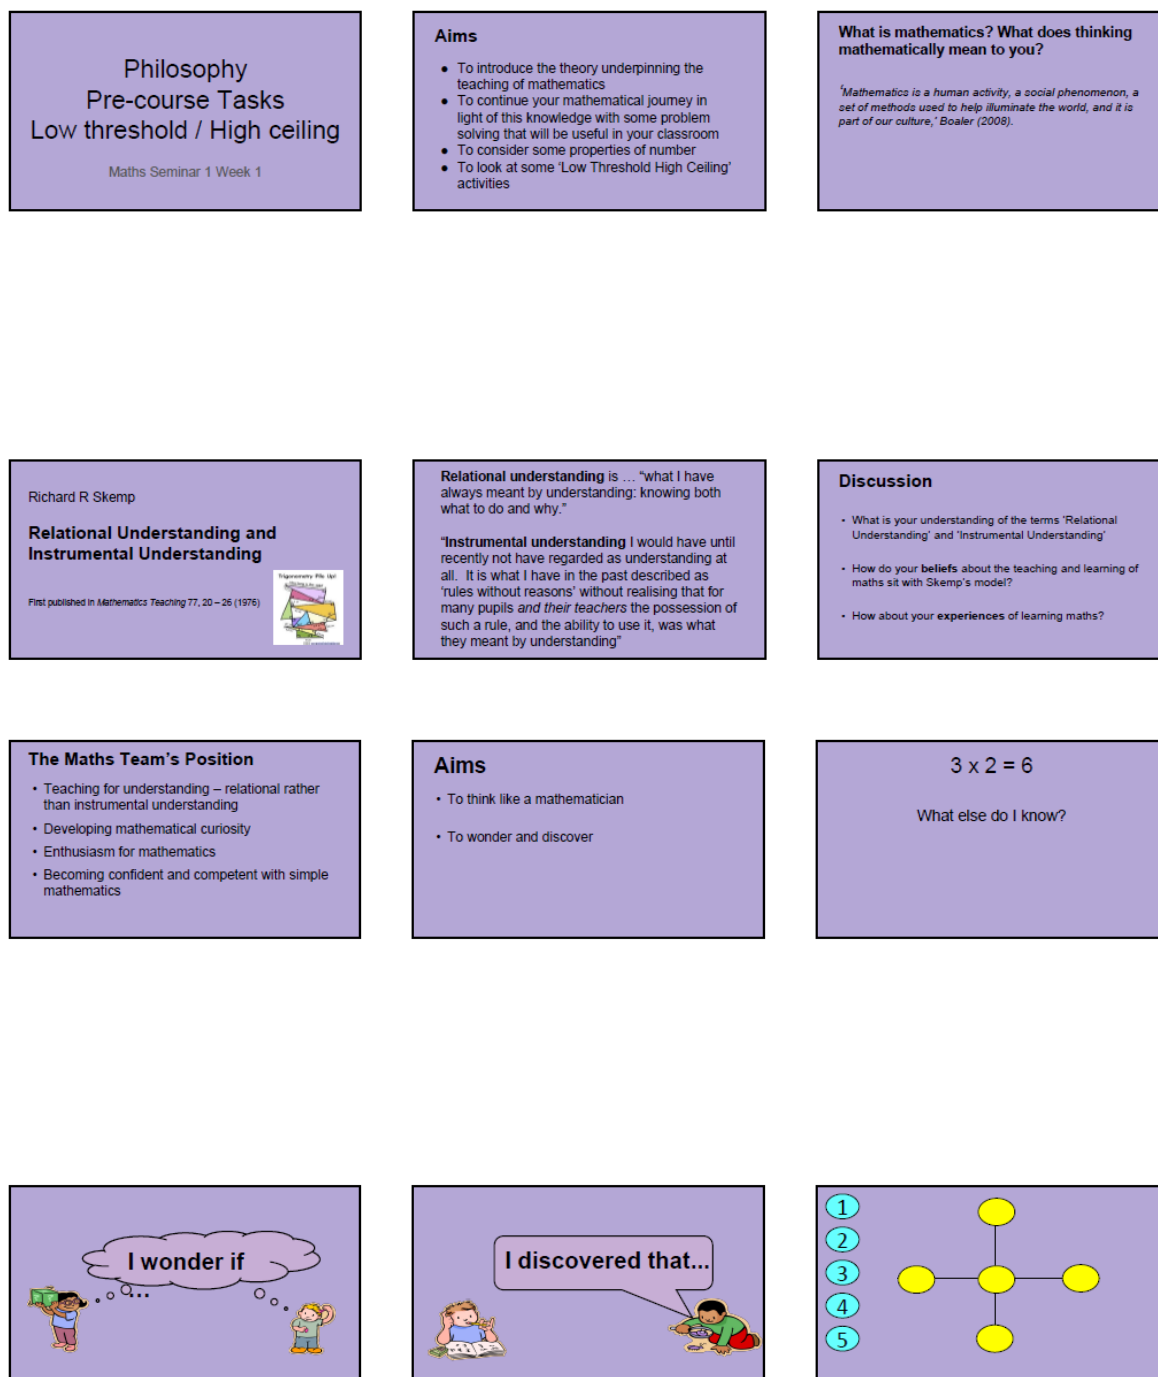 Philosophy
Pre-course Tasks
Low threshold / High ceiling
Maths Seminar 1 Week 1
Aims
● To introduce the theory underpinning the
teaching of mathematics
● To continue your mathematical journey in
light of this knowledge with some problem
solving that will be useful in your classroom
● To consider some properties of number
● To look at some 'Low Threshold High Ceiling'
activities
What is mathematics? What does thinking
mathematically mean to you?
'Mathematics is a human activity, a social phenomenon, a
set of methods used to help illuminate the world, and it is
part of our culture,' Boaler (2008).
Richard R Skemp
Relational Understanding and
Instrumental Understanding
First published in Mathematics Teaching 77, 20 – 26 (1976)
Trigonometry Pile Up!
Relational understanding is … "what I have
always meant by understanding: knowing both
what to do and why."
"Instrumental understanding I would have until
recently not have regarded as understanding at
all. It is what I have in the past described as
'rules without reasons' without realising that for
many pupils and their teachers the possession of
such a rule, and the ability to use it, was what
they meant by understanding"
Discussion
• What is your understanding of the terms 'Relational
Understanding' and 'Instrumental Understanding'
• How do your beliefs about the teaching and learning of
maths sit with Skemp's model?
• How about your experiences of learning maths?
The Maths Team's Position
• Teaching for understanding – relational rather
than instrumental understanding
• Developing mathematical curiosity
• Enthusiasm for mathematics
• Becoming confident and competent with simple
mathematics
Aims
• To think like a mathematician
• To wonder and discover
3 x 2 = 6
What else do I know?
I wonder if
...
I discovered that...
1
2
3
4
5